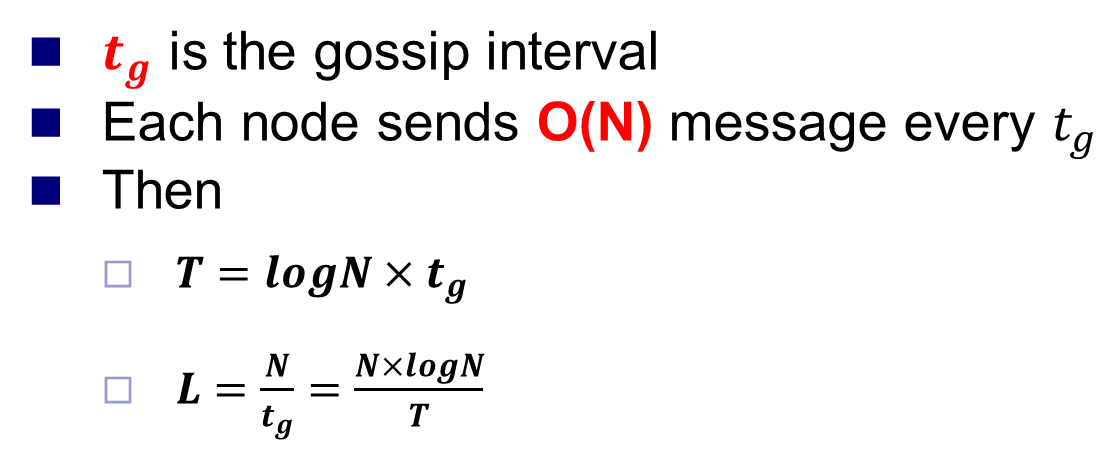 ■ t_g is the gossip interval
■ Each node sends O(N) message every t_g
■ Then
□ T = logN × t_g
□ L = N/t_g = N×logN/T